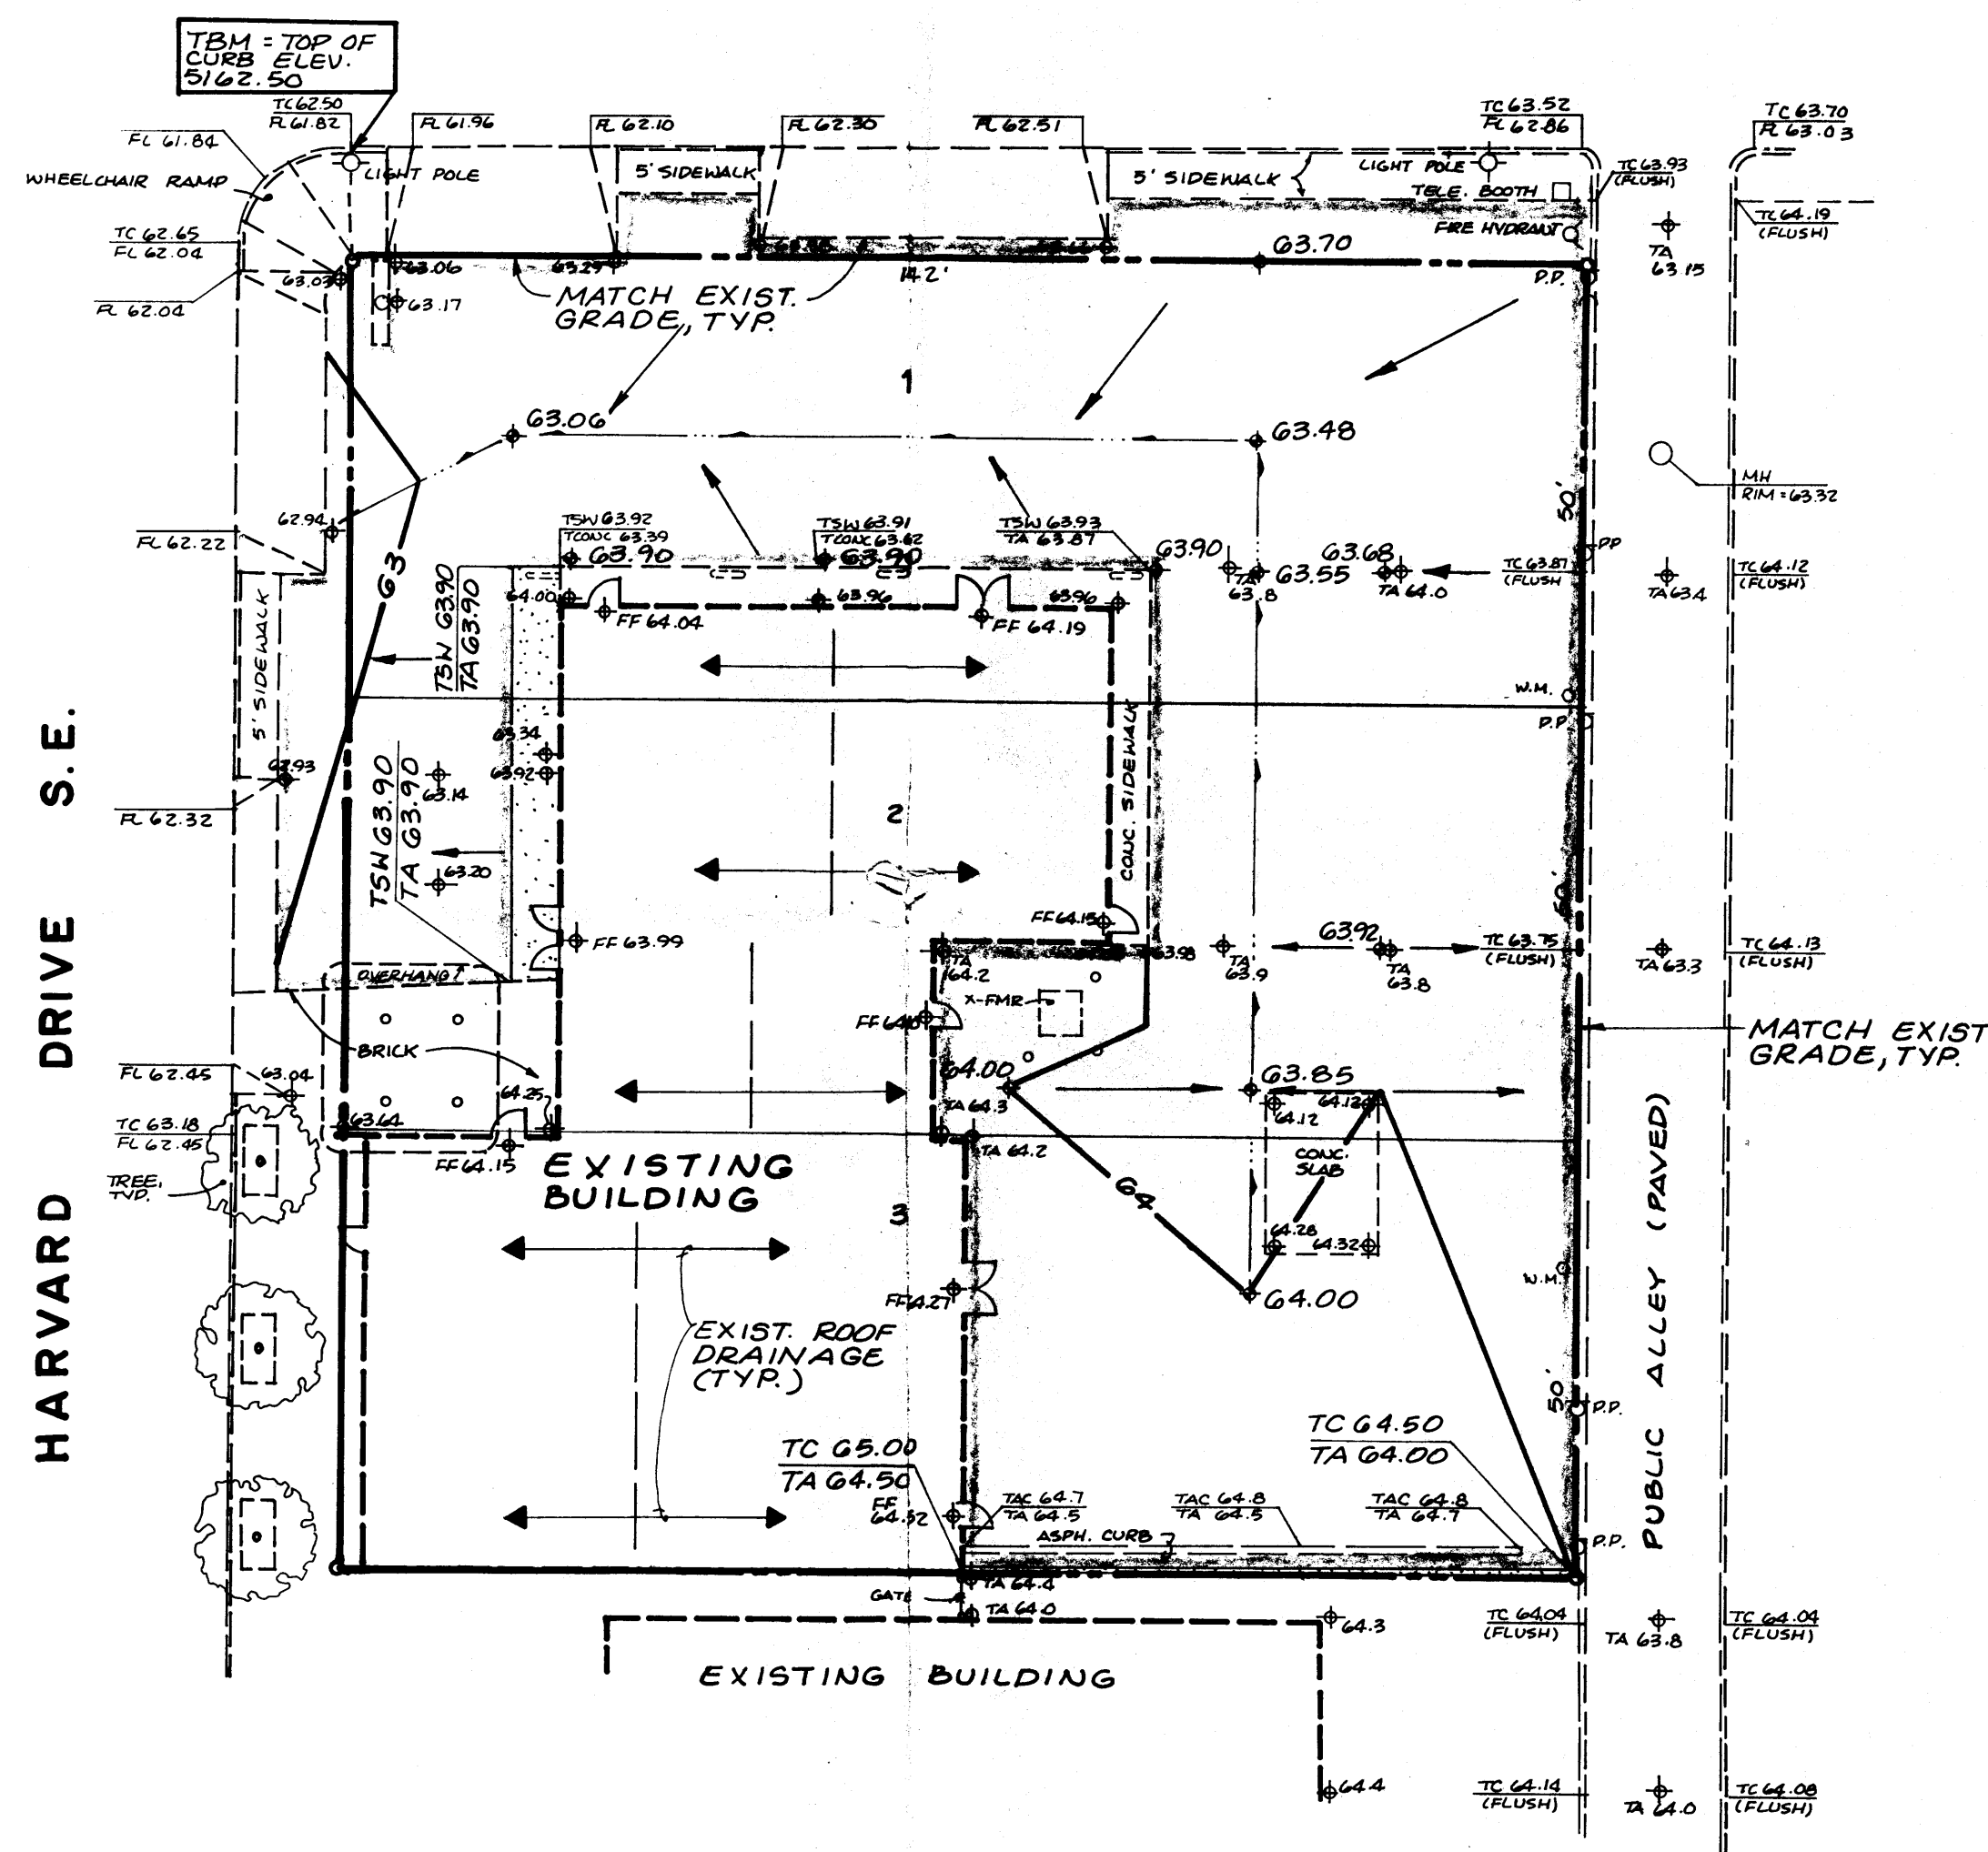 TBM = TOP OF
CURB ELEV.
5162.50
TC 62.50
FL 61.82
FL 61.96
FL 62.10
FL 62.30
FL 62.51
TC 63.52
FL 62.86
TC 63.70
FL 63.03
FL 61.84
WHEELCHAIR RAMP
LIGHT POLE
5' SIDEWALK
5' SIDEWALK
LIGHT POLE
TELE. BOOTH
FIRE HYDRANT
TC 63.93
(FLUSH)
TC 64.19
(FLUSH)
TA
63.15
TC 62.65
FL 62.04
FL 62.04
63.03
63.06
63.29
63.17
142'
63.70
P.P.
MATCH EXIST.
GRADE, TYP.
1
63.06
63.48
50'
MH
RIM = 63.32
62.94
FL 62.22
63
TSW 63.92
TCONC 63.39
63.90
TSW 63.91
TCONC 63.62
63.90
TSW 63.93
TA 63.87
63.90
TA
63.8
63.55
63.68
TA 64.0
TC 63.87
(FLUSH
PP
TC 64.12
(FLUSH)
TA 63.4
64.00
FF 64.04
63.96
FF 64.19
63.96
TSW 63.90
TA 63.90
5' SIDEWALK
W.M.
P.P.
CONC. SIDEWALK
63.34
63.92
63.14
62.93
FL 62.32
TSW 63.90
TA 63.90
63.20
2
50'
FF 63.99
FF 64.15
63.98
TA
64.2
TA
63.9
63.92
TA
63.8
TC 63.75
(FLUSH)
TA 63.3
TC 64.13
(FLUSH)
OVERHANG
X-FMR
BRICK
MATCH EXIST
GRADE, TYP.
FL 62.45
63.04
64.25
64.00
63.85
64.12
64.12
TA 64.3
TC 63.18
FL 62.45
63.64
FF 64.15
TA 64.2
TREE,
TYP.
EXISTING
BUILDING
CONC.
SLAB
64
3
64.28
64.32
FF 64.27
64.00
W.M.
EXIST. ROOF
DRAINAGE
(TYP.)
50'
P.P.
TC 65.00
TA 64.50
TC 64.50
TA 64.00
FF
64.32
TAC 64.7
TA 64.5
TAC 64.8
TA 64.5
TAC 64.8
TA 64.7
ASPH. CURB
P.P.
GATE
TA 64.4
TA 64.0
64.3
TC 64.04
(FLUSH)
TA 63.8
TC 64.04
(FLUSH)
EXISTING BUILDING
64.4
TC 64.14
(FLUSH)
TA 64.0
TC 64.08
(FLUSH)
HARVARD DRIVE S.E.
PUBLIC ALLEY (PAVED)